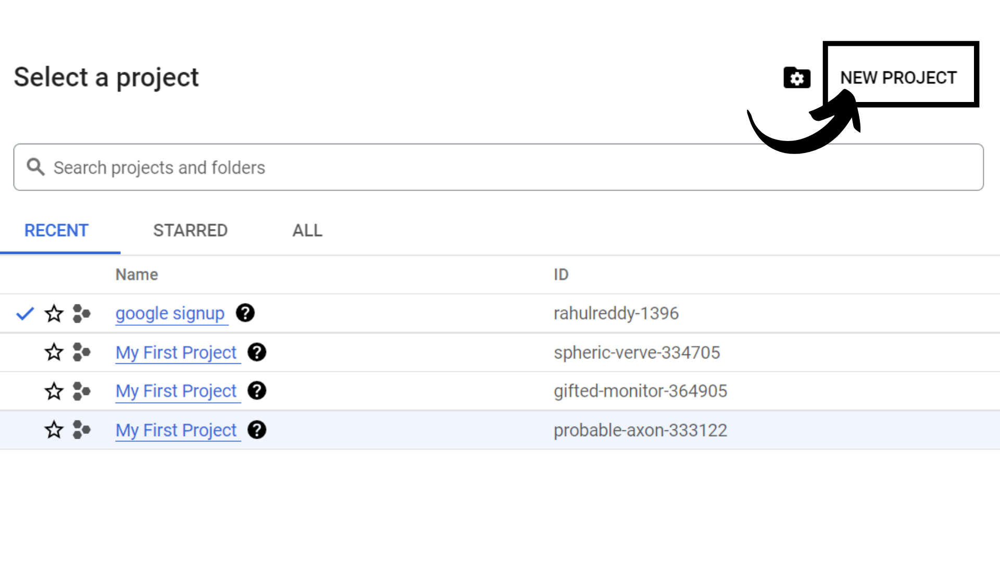 Select a project
NEW PROJECT
Search projects and folders
RECENT STARRED ALL
Name ID
google signup rahulreddy-1396
My First Project spheric-verve-334705
My First Project gifted-monitor-364905
My First Project probable-axon-333122